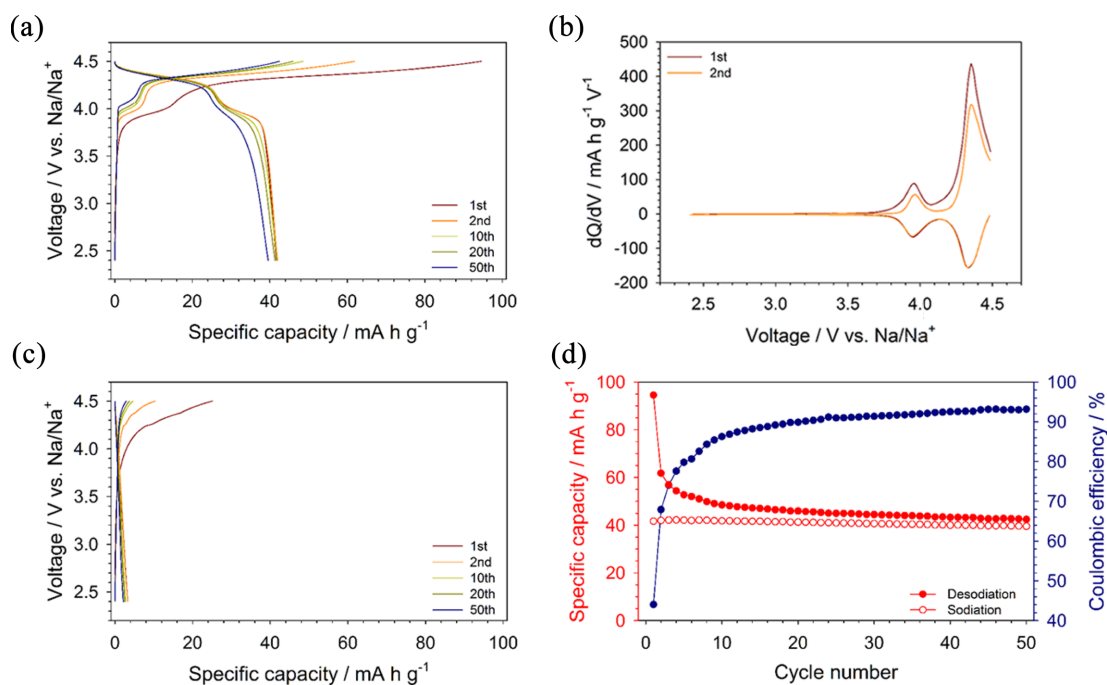 (a)
Voltage / V vs. Na/Na⁺
4.5
4.0
3.5
3.0
2.5
1st
2nd
10th
20th
50th
0 20 40 60 80 100
Specific capacity / mA h g⁻¹
(b)
dQ/dV / mA h g⁻¹ V⁻¹
500
400
300
200
100
0
-100
-200
1st
2nd
2.5 3.0 3.5 4.0 4.5
Voltage / V vs. Na/Na⁺
(c)
Voltage / V vs. Na/Na⁺
4.5
4.0
3.5
3.0
2.5
1st
2nd
10th
20th
50th
0 20 40 60 80 100
Specific capacity / mA h g⁻¹
(d)
Specific capacity / mA h g⁻¹
100
80
60
40
20
0
Desodiation
Sodiation
0 10 20 30 40 50
Cycle number
100
90
80
70
60
50
40
Coulombic efficiency / %